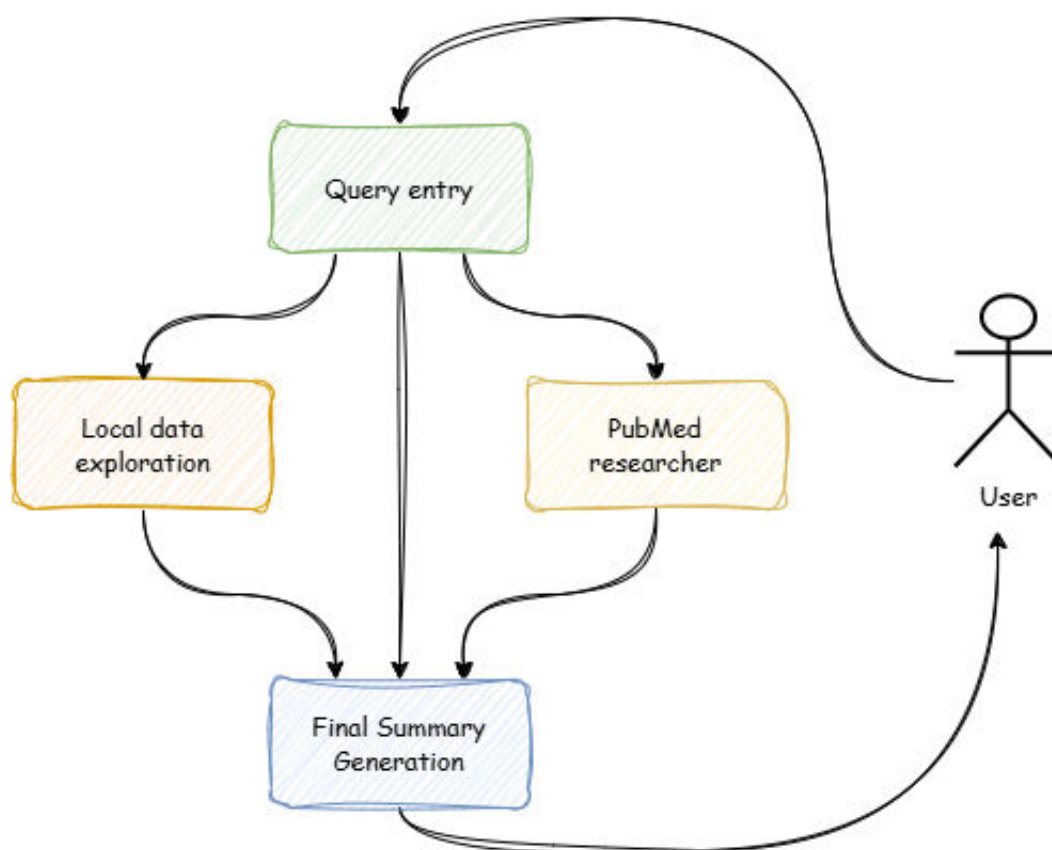 Query entry
Local data
exploration
PubMed
researcher
User
Final Summary
Generation